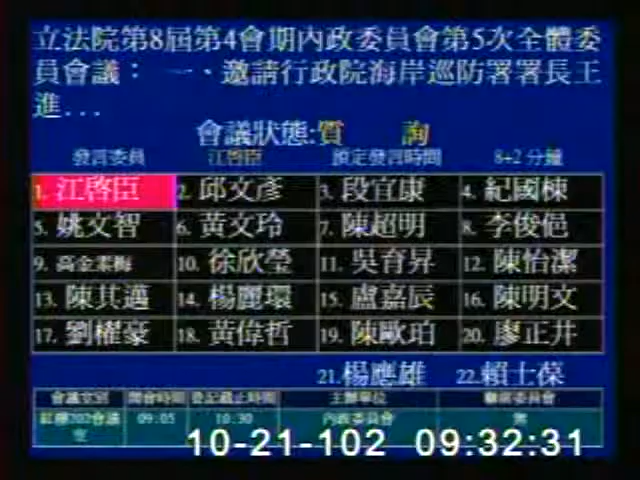 立法院第8屆第4會期內政委員會第5次全體委
員會議： 一、邀請行政院海岸巡防署署長王
進...
會議狀態:質 詢
發言委員 江啓臣 預定發言時間 8+2 分鐘
1. 江啓臣 2. 邱文彥 3. 段宜康 4. 紀國棟
5. 姚文智 6. 黃文玲 7. 陳超明 8. 李俊俋
9. 高金素梅 10. 徐欣瑩 11. 吳育昇 12. 陳怡潔
13. 陳其邁 14. 楊麗環 15. 盧嘉辰 16. 陳明文
17. 劉櫂豪 18. 黃偉哲 19. 陳歐珀 20. 廖正井
21. 楊應雄 22. 賴士葆
會議室別 開會時間 登記截止時間 主辦單位
紅樓202會議室 09:05 10:30 內政委員會 無
10-21-102 09:32:31